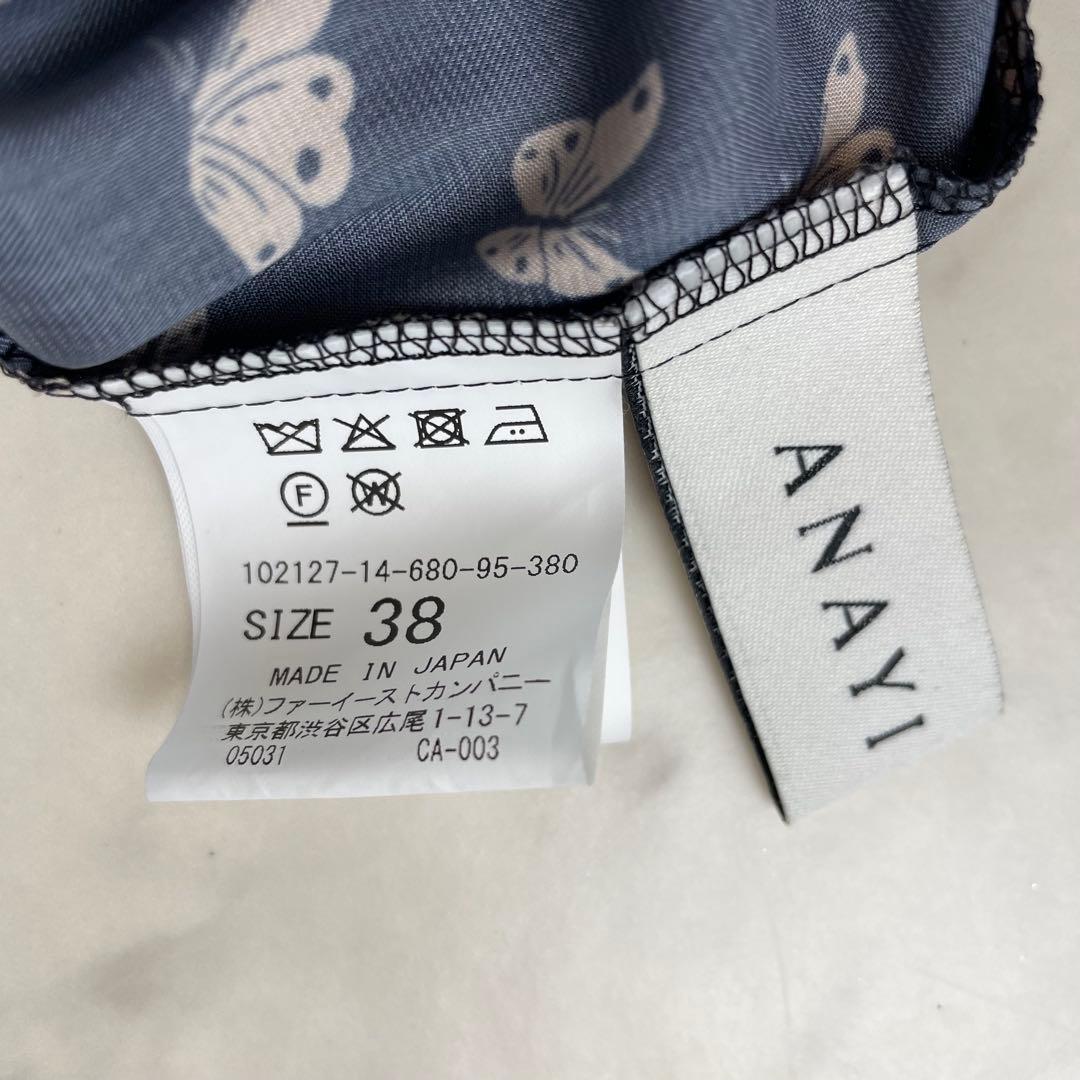 F W
102127-14-680-95-380
SIZE 38
MADE IN JAPAN
(株)ファーイーストカンパニー
東京都渋谷区広尾1-13-7
05031 CA-003
ANAYI